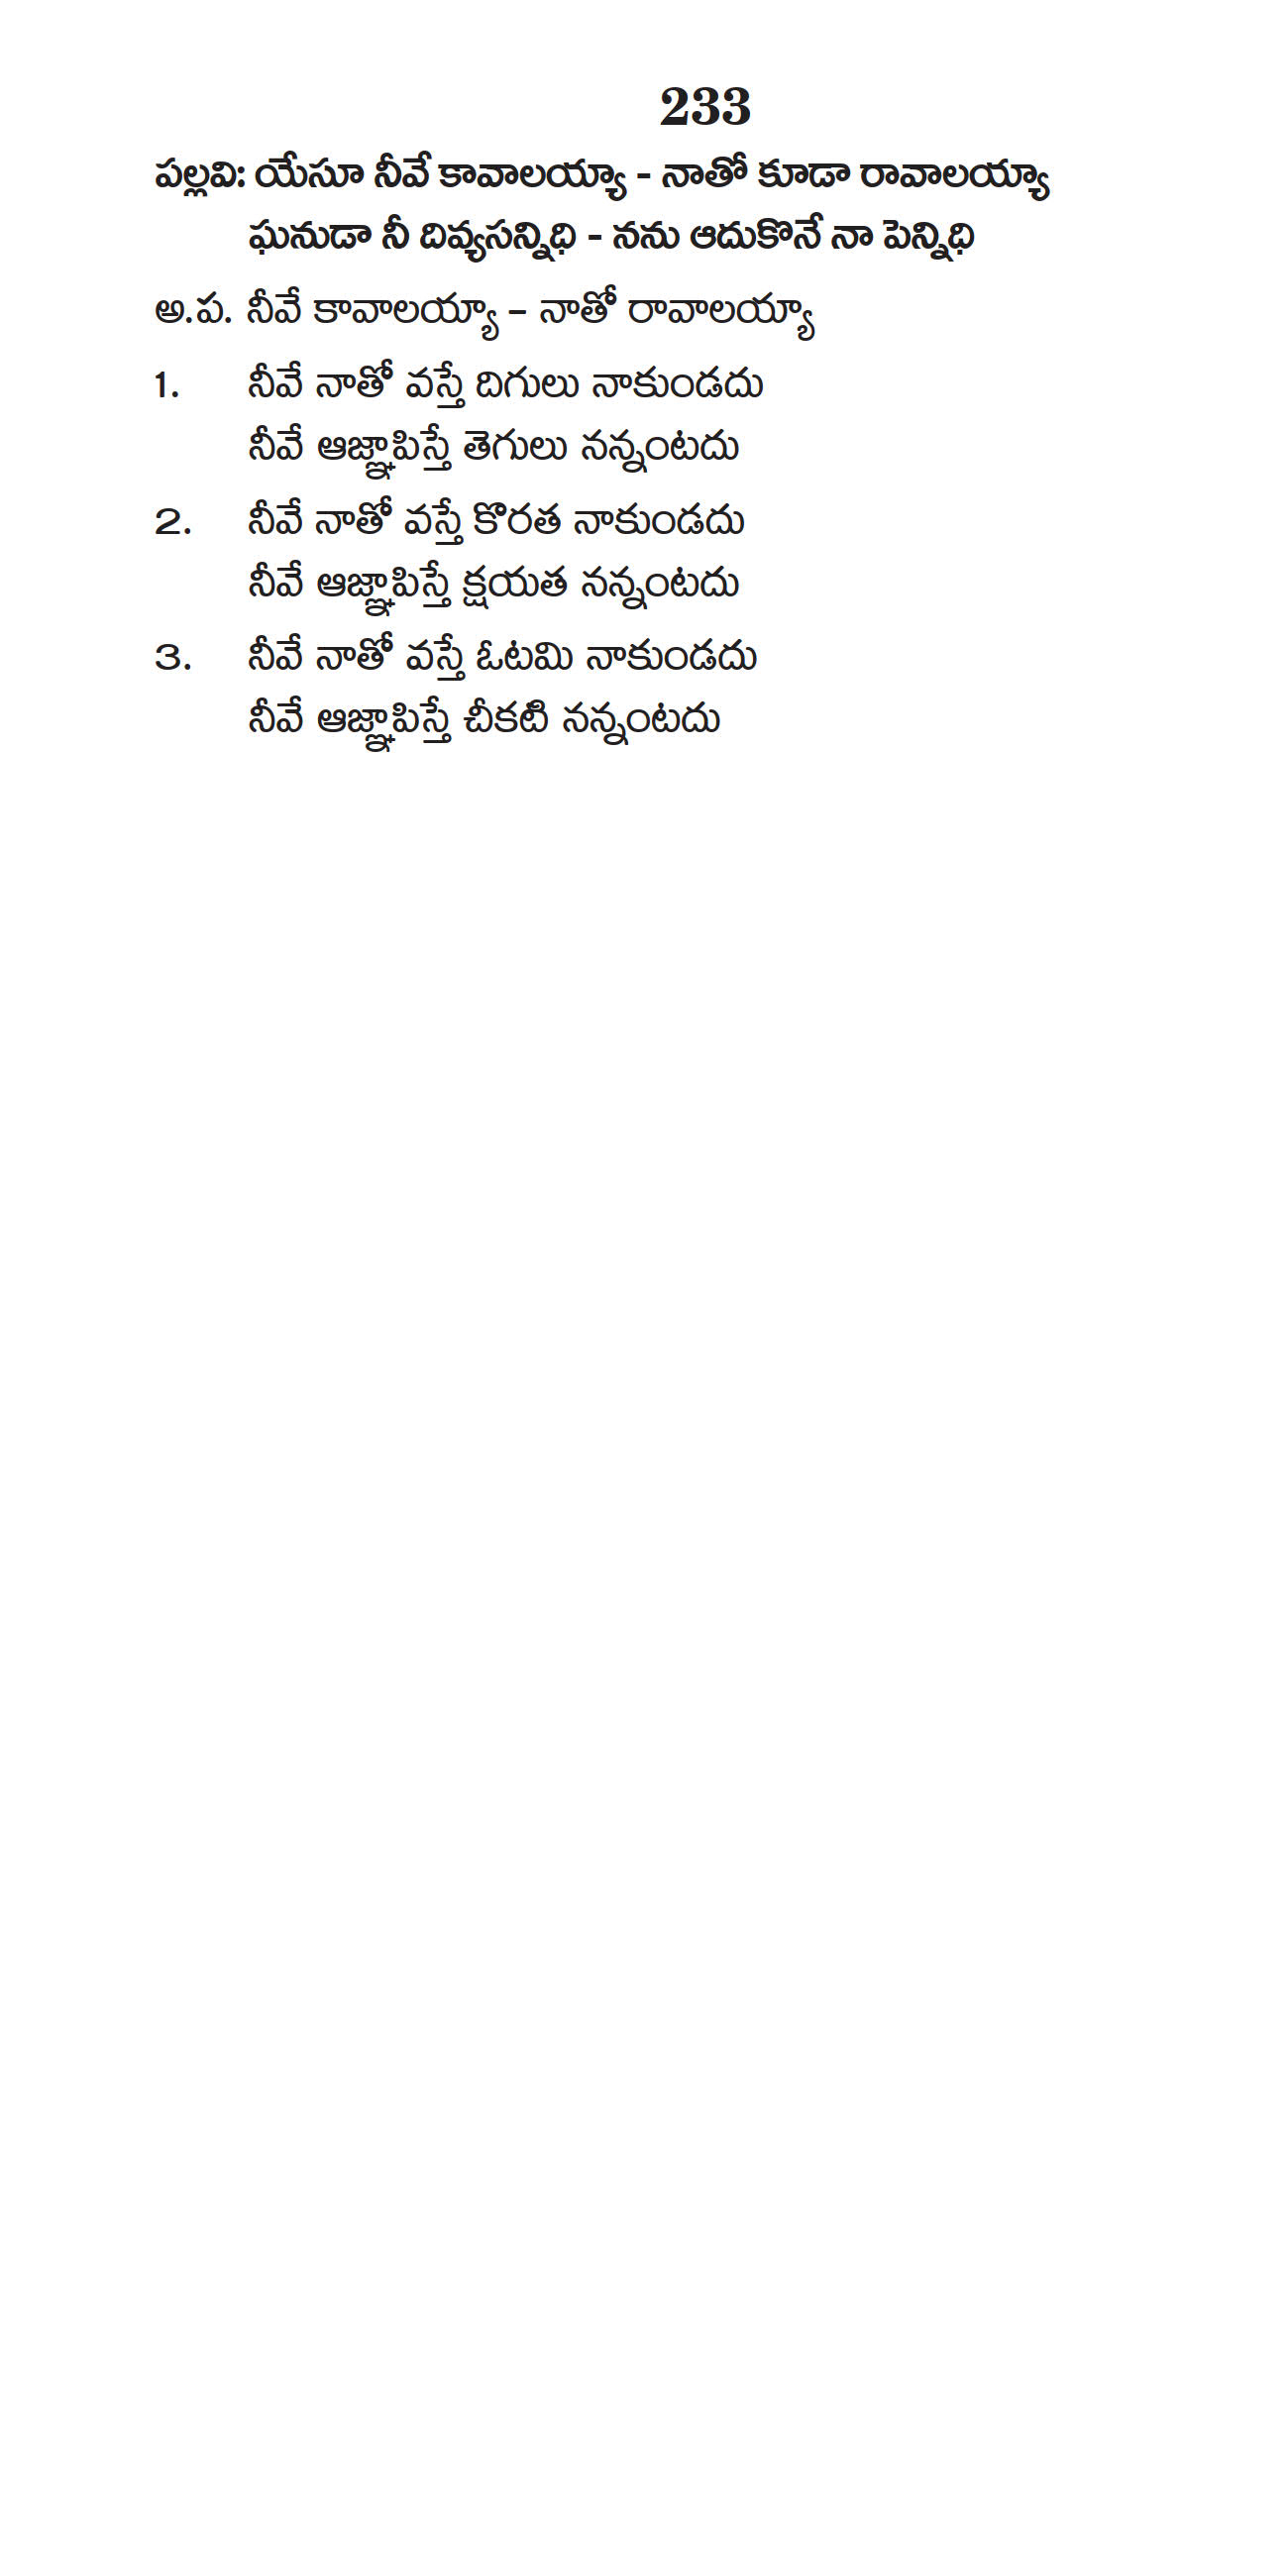 233
పల్లవి: యేసూ నీవే కావాలయ్యా - నాతో కూడా రావాలయ్యా
ఘనుడా నీ దివ్యసన్నిధి - నను ఆదుకొనే నా పెన్నిధి
అ.ప. నీవే కావాలయ్యా – నాతో రావాలయ్యా
1. నీవే నాతో వస్తే దిగులు నాకుండదు
నీవే ఆజ్ఞాపిస్తే తెగులు నన్నంటదు
2. నీవే నాతో వస్తే కొరత నాకుండదు
నీవే ఆజ్ఞాపిస్తే క్షయత నన్నంటదు
3. నీవే నాతో వస్తే ఓటమి నాకుండదు
నీవే ఆజ్ఞాపిస్తే చీకటి నన్నంటదు